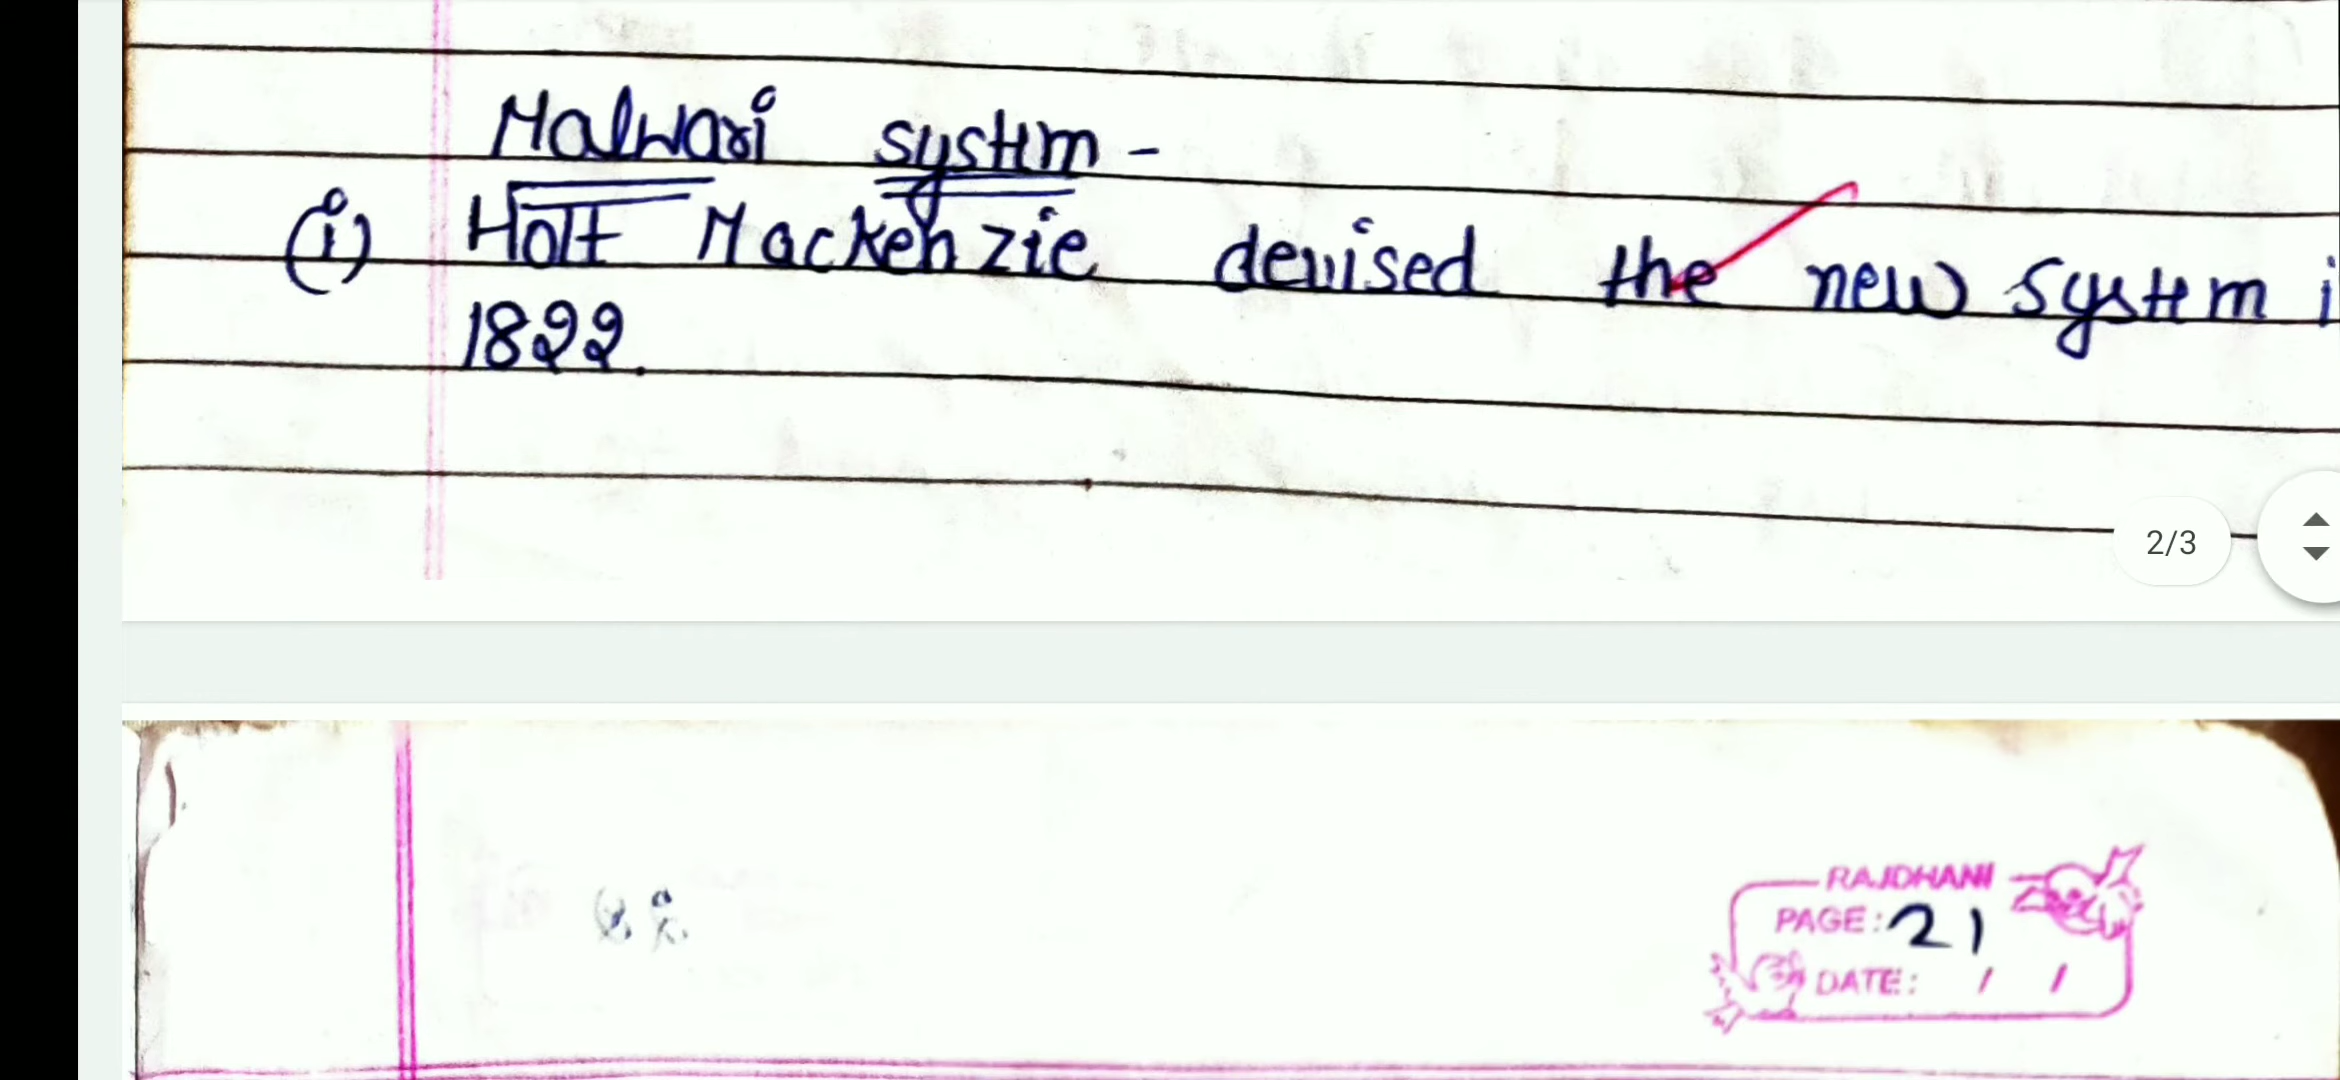 Malwari system -
(i) Holt Mackenzie devised the new system i
1822.
2/3
RAJDHANI
PAGE: 21
DATE: / /